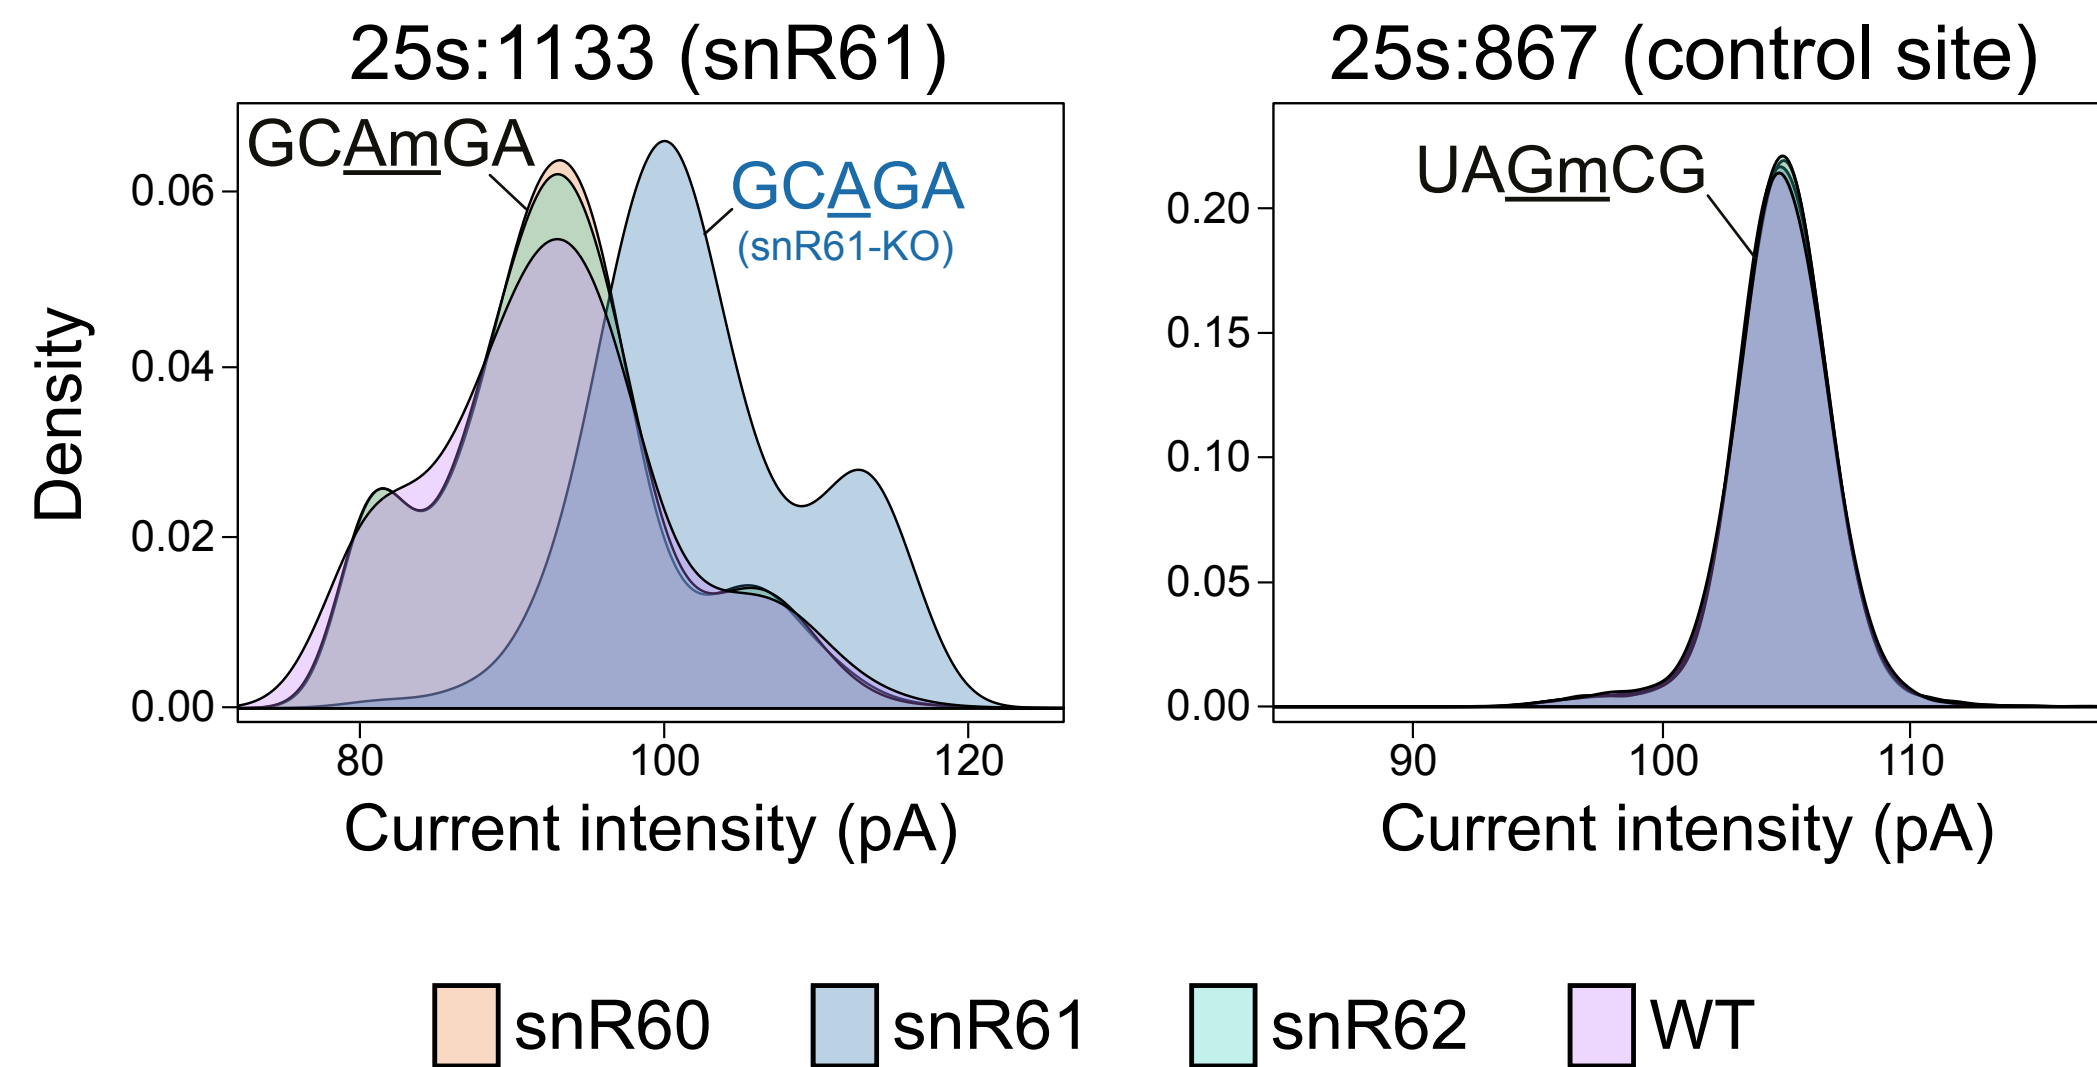 25s:1133 (snR61)
GCAmGA
GCAGA
(snR61-KO)
Density
0.06
0.04
0.02
0.00
80
100
120
Current intensity (pA)
25s:867 (control site)
UAGmCG
0.20
0.15
0.10
0.05
0.00
90
100
110
Current intensity (pA)
snR60
snR61
snR62
WT